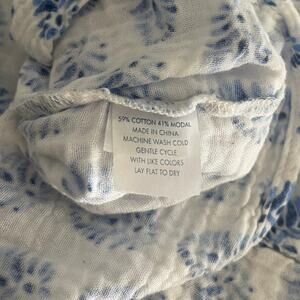 59% COTTON 41% MODAL
MADE IN CHINA
MACHINE WASH COLD
GENTLE CYCLE
WITH LIKE COLORS
LAY FLAT TO DRY